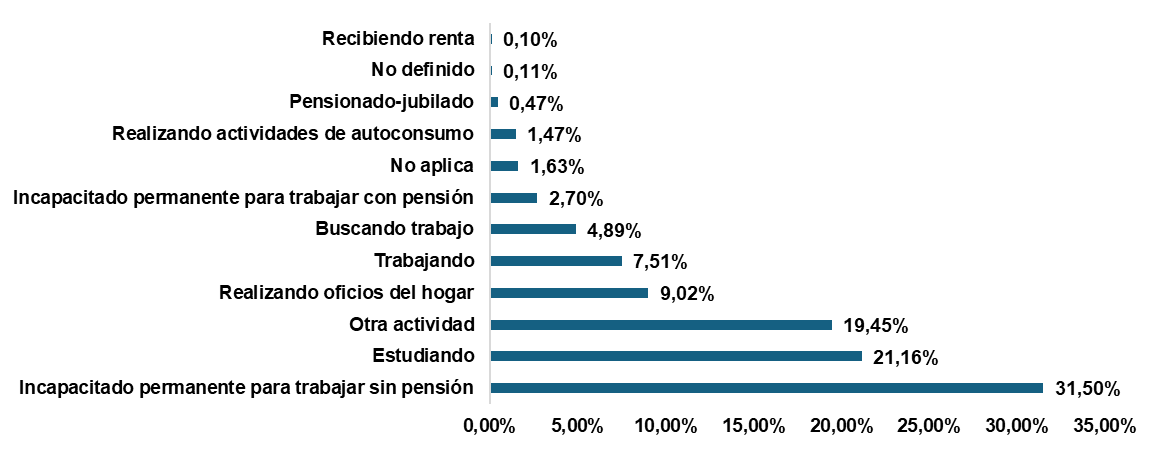 Recibiendo renta 0,10%
No definido 0,11%
Pensionado-jubilado 0,47%
Realizando actividades de autoconsumo 1,47%
No aplica 1,63%
Incapacitado permanente para trabajar con pensión 2,70%
Buscando trabajo 4,89%
Trabajando 7,51%
Realizando oficios del hogar 9,02%
Otra actividad 19,45%
Estudiando 21,16%
Incapacitado permanente para trabajar sin pensión 31,50%
0,00% 5,00% 10,00% 15,00% 20,00% 25,00% 30,00% 35,00%